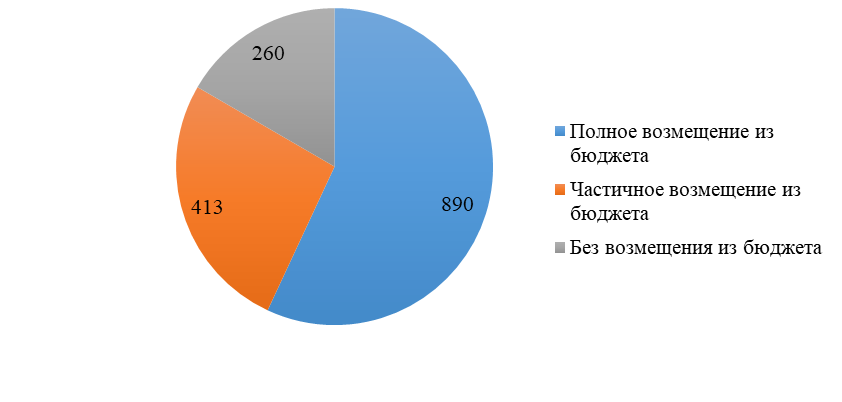 260
413
890
Полное возмещение из
бюджета
Частичное возмещение из
бюджета
Без возмещения из бюджета